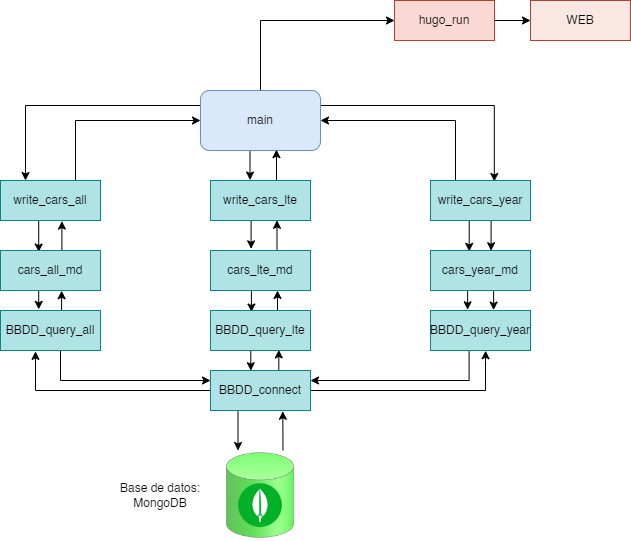 hugo_run
WEB
main
write_cars_all
write_cars_lte
write_cars_year
cars_all_md
cars_lte_md
cars_year_md
BBDD_query_all
BBDD_query_lte
BBDD_query_year
BBDD_connect
Base de datos:
MongoDB